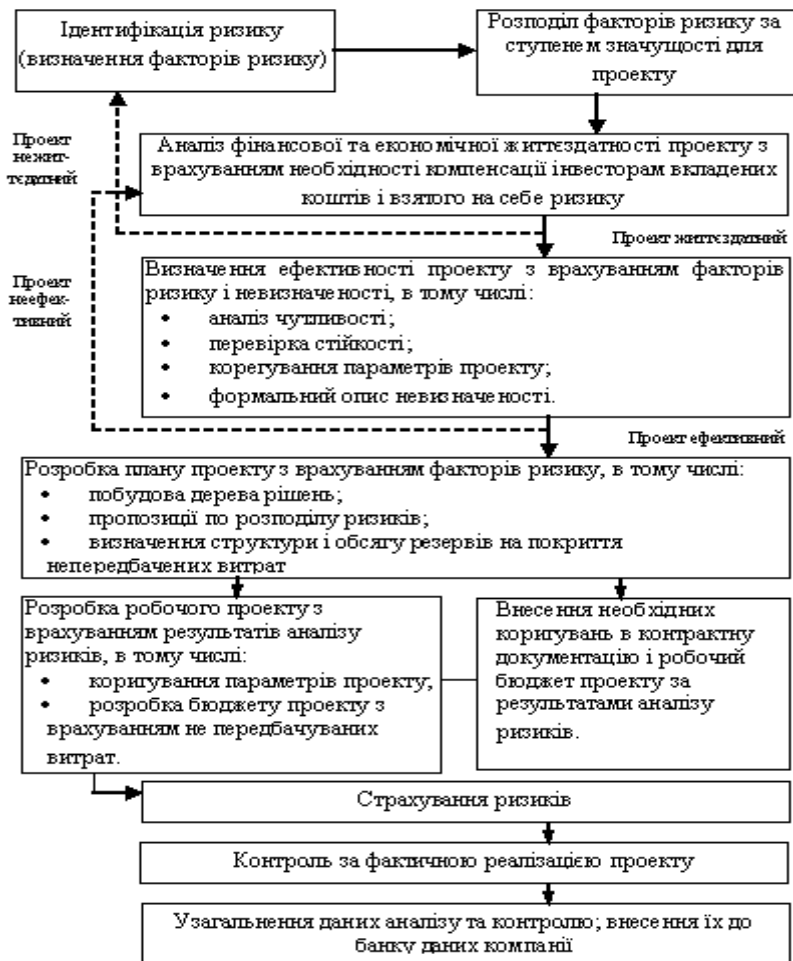 Ідентифікація ризику
(визначення факторів ризику)
Розподіл факторів ризику за
ступенем значущості для
проекту
Проект
нежит-
тєдатний
Аналіз фінансової та економічної життєздатності проекту з
врахуванням необхідності компенсації інвесторам вкладених
коштів і взятого на себе ризику
Проект життєздатний
Проект
неефек-
тивний
Визначення ефективності проекту з врахуванням факторів
ризику і невизначеності, в тому числі:
• аналіз чутливості;
• перевірка стійкості;
• корегування параметрів проекту;
• формальний опис невизначеності.
Проект ефективний
Розробка плану проекту з врахуванням факторів ризику, в тому числі:
• побудова дерева рішень;
• пропозиції по розподілу ризиків;
• визначення структури і обсягу резервів на покриття
непередбачених витрат
Розробка робочого проекту з
врахуванням результатів аналізу
ризиків, в тому числі:
• коригування параметрів проекту;
• розробка бюджету проекту з
врахуванням не передбачуваних
витрат.
Внесення необхідних
коригувань в контрактну
документацію і робочий
бюджет проекту за
результатами аналізу
ризиків.
Страхування ризиків
Контроль за фактичною реалізацією проекту
Узагальнення даних аналізу та контролю; внесення їх до
банку даних компанії